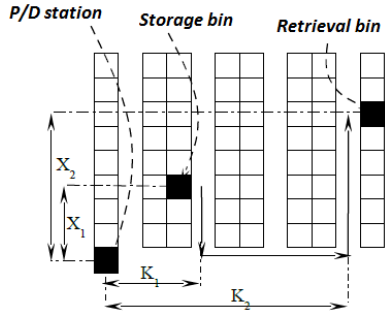 P/D station
Storage bin
Retrieval bin
X2
X1
K1
K2